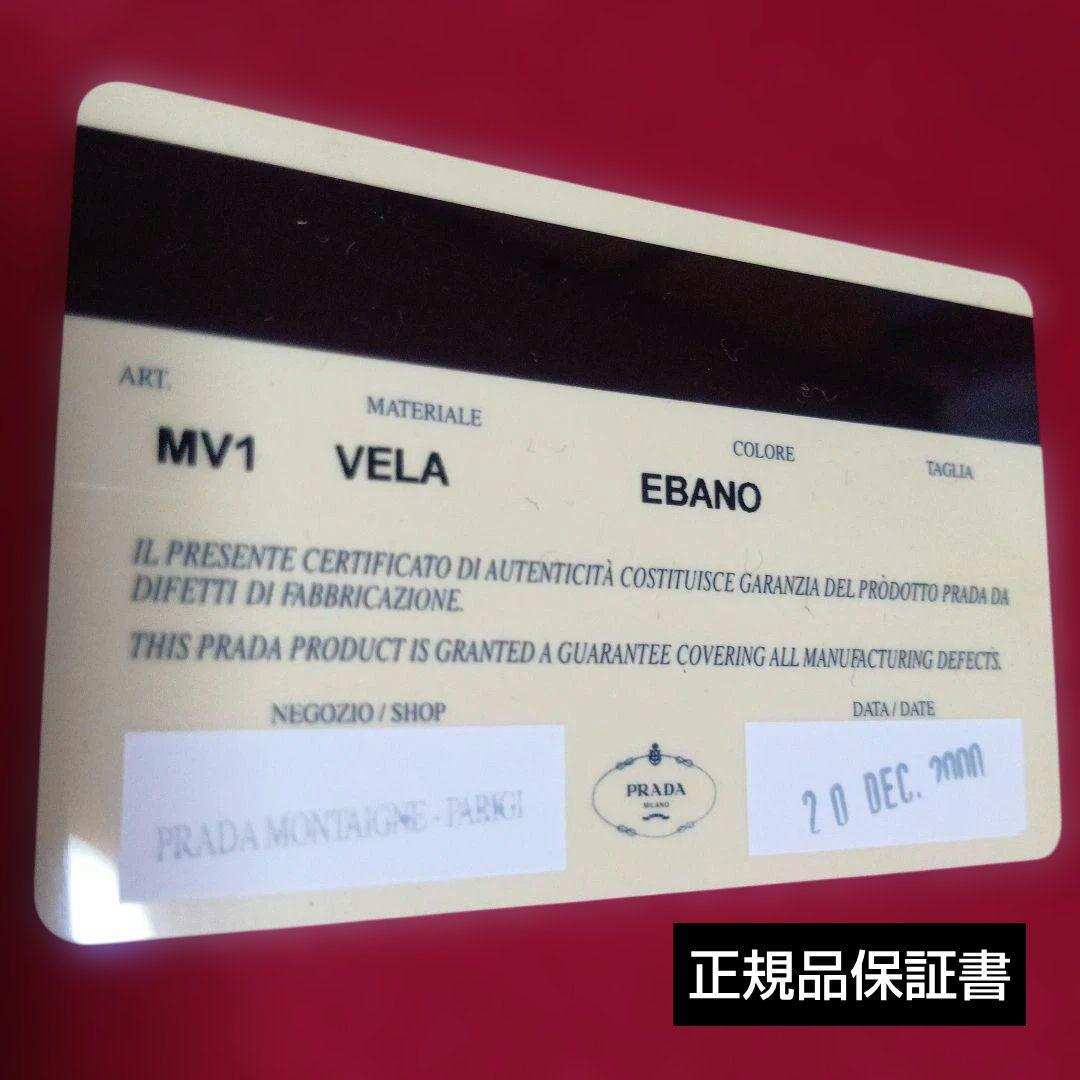 ART.
MATERIALE
COLORE
TAGLIA
MV1
VELA
EBANO
IL PRESENTE CERTIFICATO DI AUTENTICITÀ COSTITUISCE GARANZIA DEL PRODOTTO PRADA DA
DIFETTI DI FABBRICAZIONE.
THIS PRADA PRODUCT IS GRANTED A GUARANTEE COVERING ALL MANUFACTURING DEFECTS.
NEGOZIO / SHOP
DATA / DATE
PRADA MONTAIGNE - PARIGI
PRADA
MILANO
20 DEC. 2000
正規品保証書